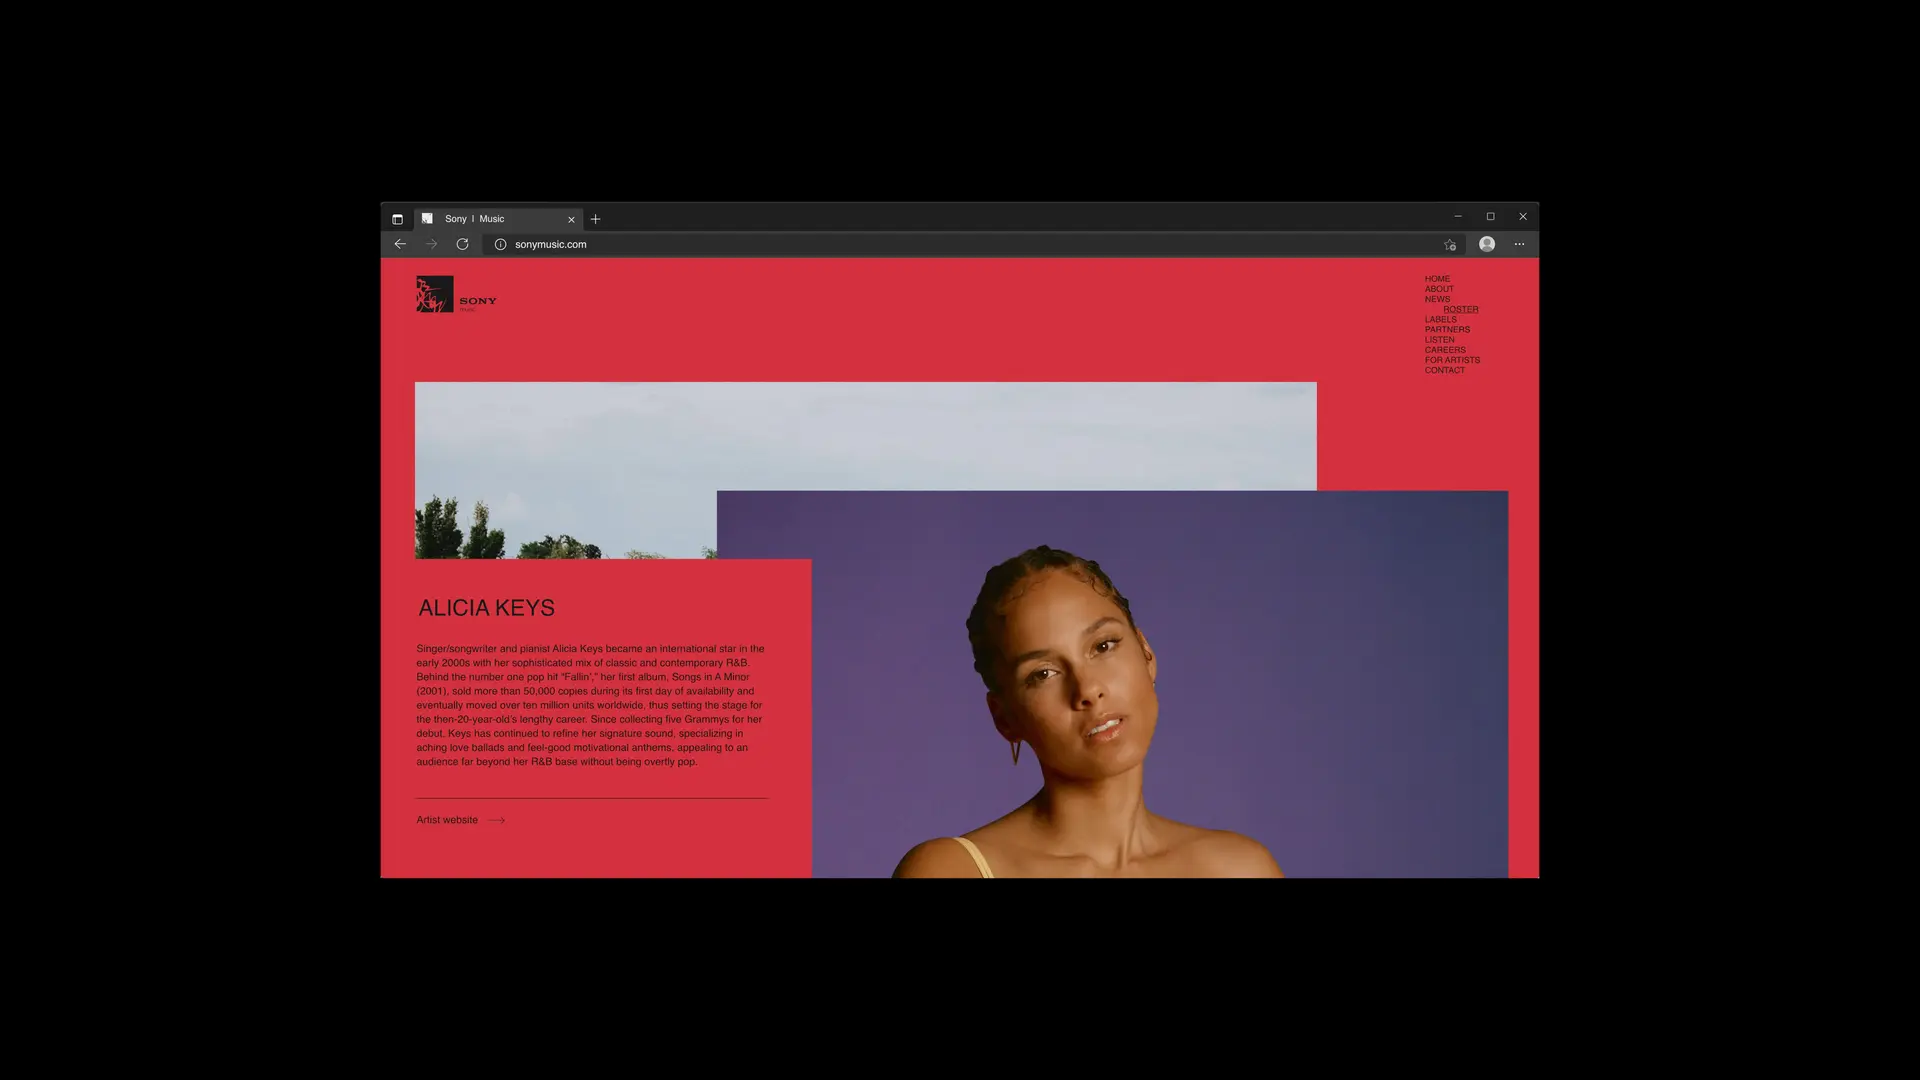 Sony | Music
sonymusic.com
SONY
music
HOME
ABOUT
NEWS
ROSTER
LABELS
PARTNERS
LISTEN
CAREERS
FOR ARTISTS
CONTACT
ALICIA KEYS
Singer/songwriter and pianist Alicia Keys became an international star in the
early 2000s with her sophisticated mix of classic and contemporary R&B.
Behind the number one pop hit “Fallin’,” her first album, Songs in A Minor
(2001), sold more than 50,000 copies during its first day of availability and
eventually moved over ten million units worldwide, thus setting the stage for
the then-20-year-old’s lengthy career. Since collecting five Grammys for her
debut, Keys has continued to refine her signature sound, specializing in
aching love ballads and feel-good motivational anthems, appealing to an
audience far beyond her R&B base without being overtly pop.
Artist website